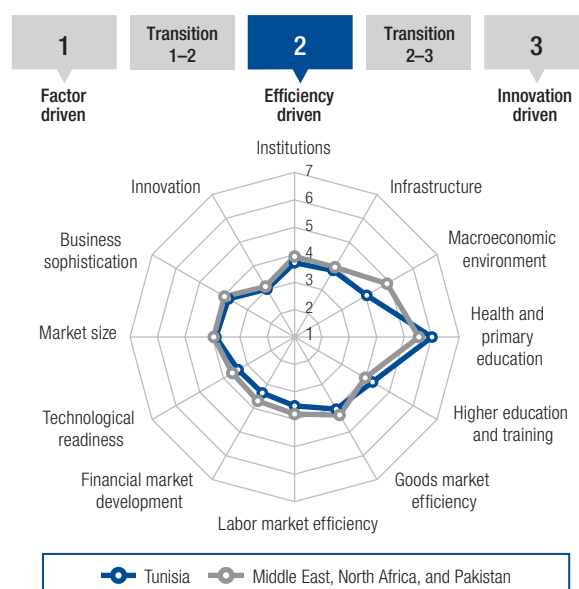 1
Transition
1–2
2
Transition
2–3
3
Factor
driven
Efficiency
driven
Innovation
driven
Institutions
7
6
5
4
3
2
1
Innovation
Infrastructure
Business
sophistication
Macroeconomic
environment
Market size
Health and
primary
education
Technological
readiness
Higher education
and training
Financial market
development
Goods market
efficiency
Labor market efficiency
Tunisia
Middle East, North Africa, and Pakistan